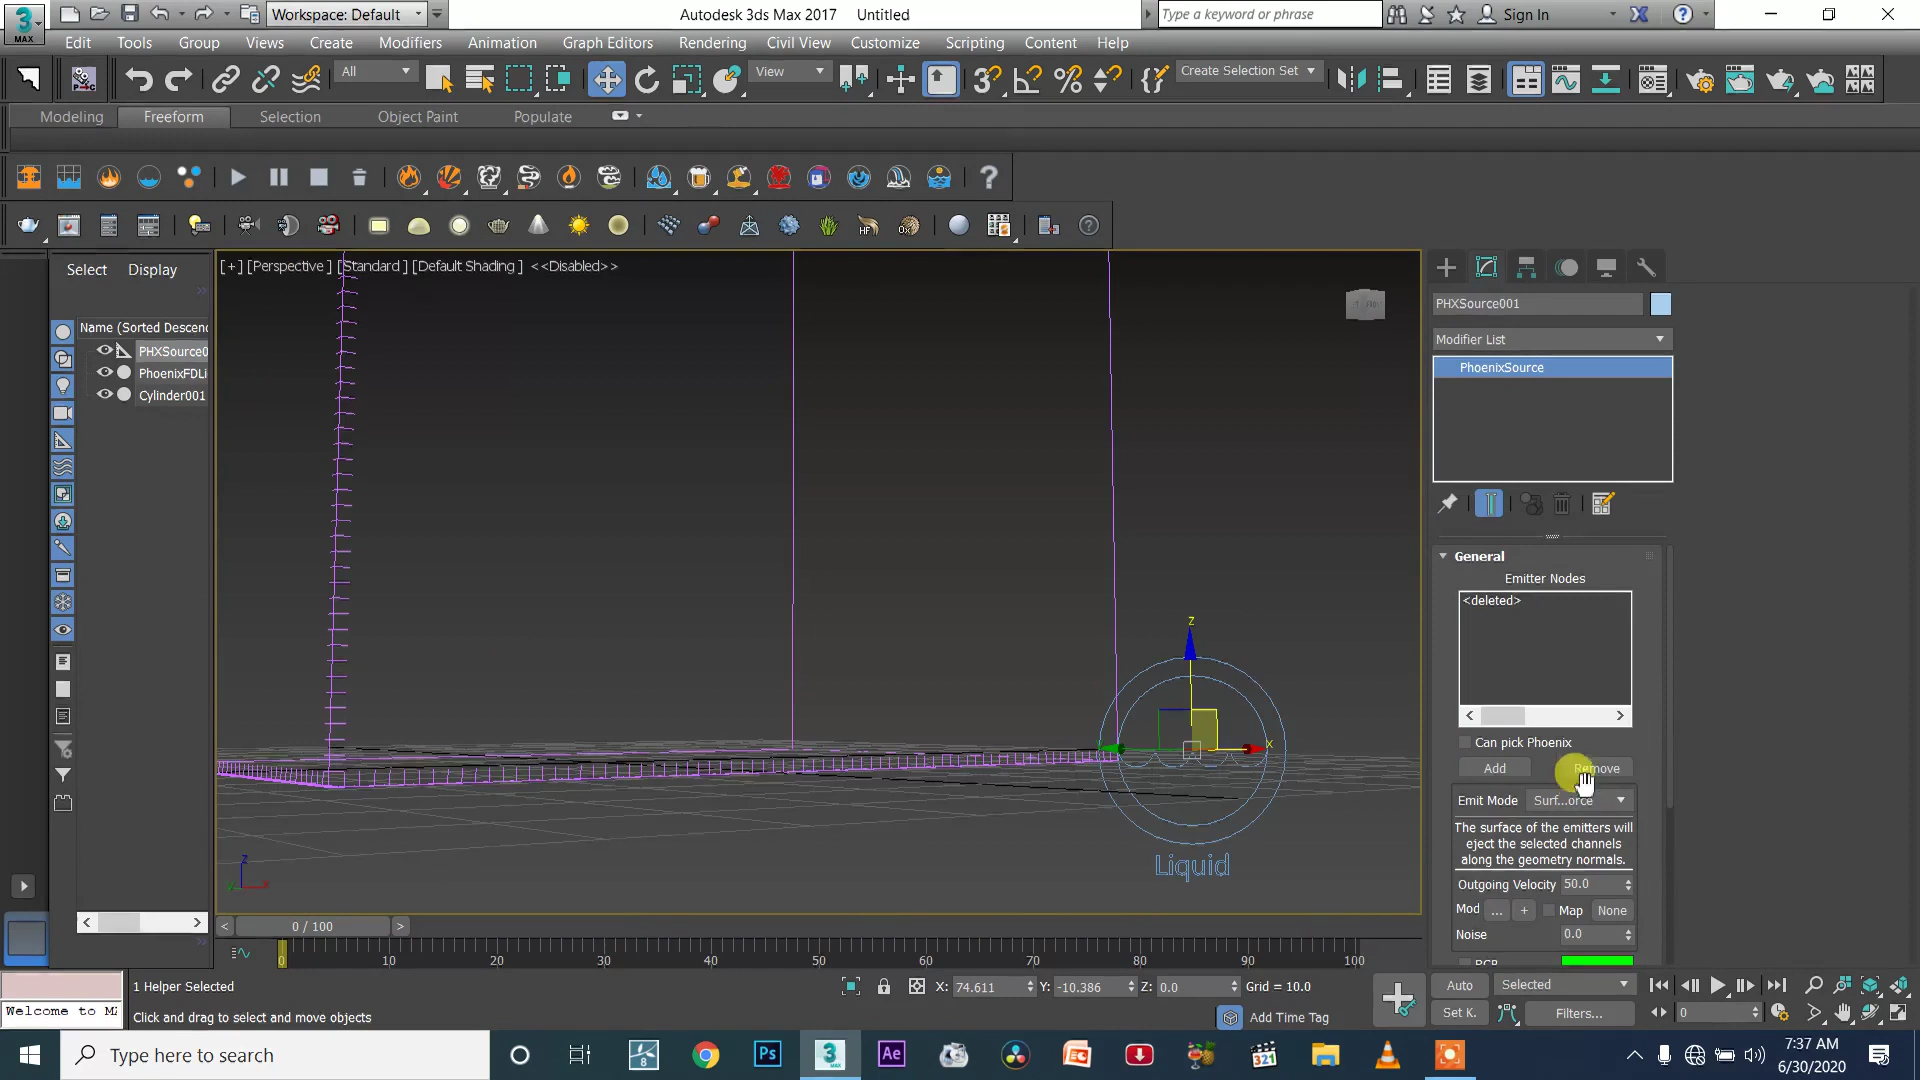 Workspace: Default
Autodesk 3ds Max 2017 Untitled
Type a keyword or phrase
Sign In
3
MAX
Edit Tools Group Views Create Modifiers Animation Graph Editors Rendering Civil View Customize Scripting Content Help
All
View
Create Selection Set
Modeling Freeform Selection Object Paint Populate
[+] [Perspective] [Standard] [Default Shading] <<Disabled>>
Select Display
Name (Sorted Descend
PHXSource0
PhoenixFDLi
Cylinder001
PHXSource001
Modifier List
PhoenixSource
General
Emitter Nodes
<deleted>
Can pick Phoenix
Add Remove
Emit Mode Surf...orce
The surface of the emitters will
eject the selected channels
along the geometry normals.
Outgoing Velocity 50.0
Mod ... + Map None
Noise 0.0
RGB
z
x
Liquid
z
x
0 / 100
0 10 20 30 40 50 60 70 80 90 100
1 Helper Selected
Click and drag to select and move objects
Welcome to M
X: 74.611 Y: -10.386 Z: 0.0 Grid = 10.0
Add Time Tag
Auto Selected
Set K. Filters...
0
Type here to search
7:37 AM
6/30/2020